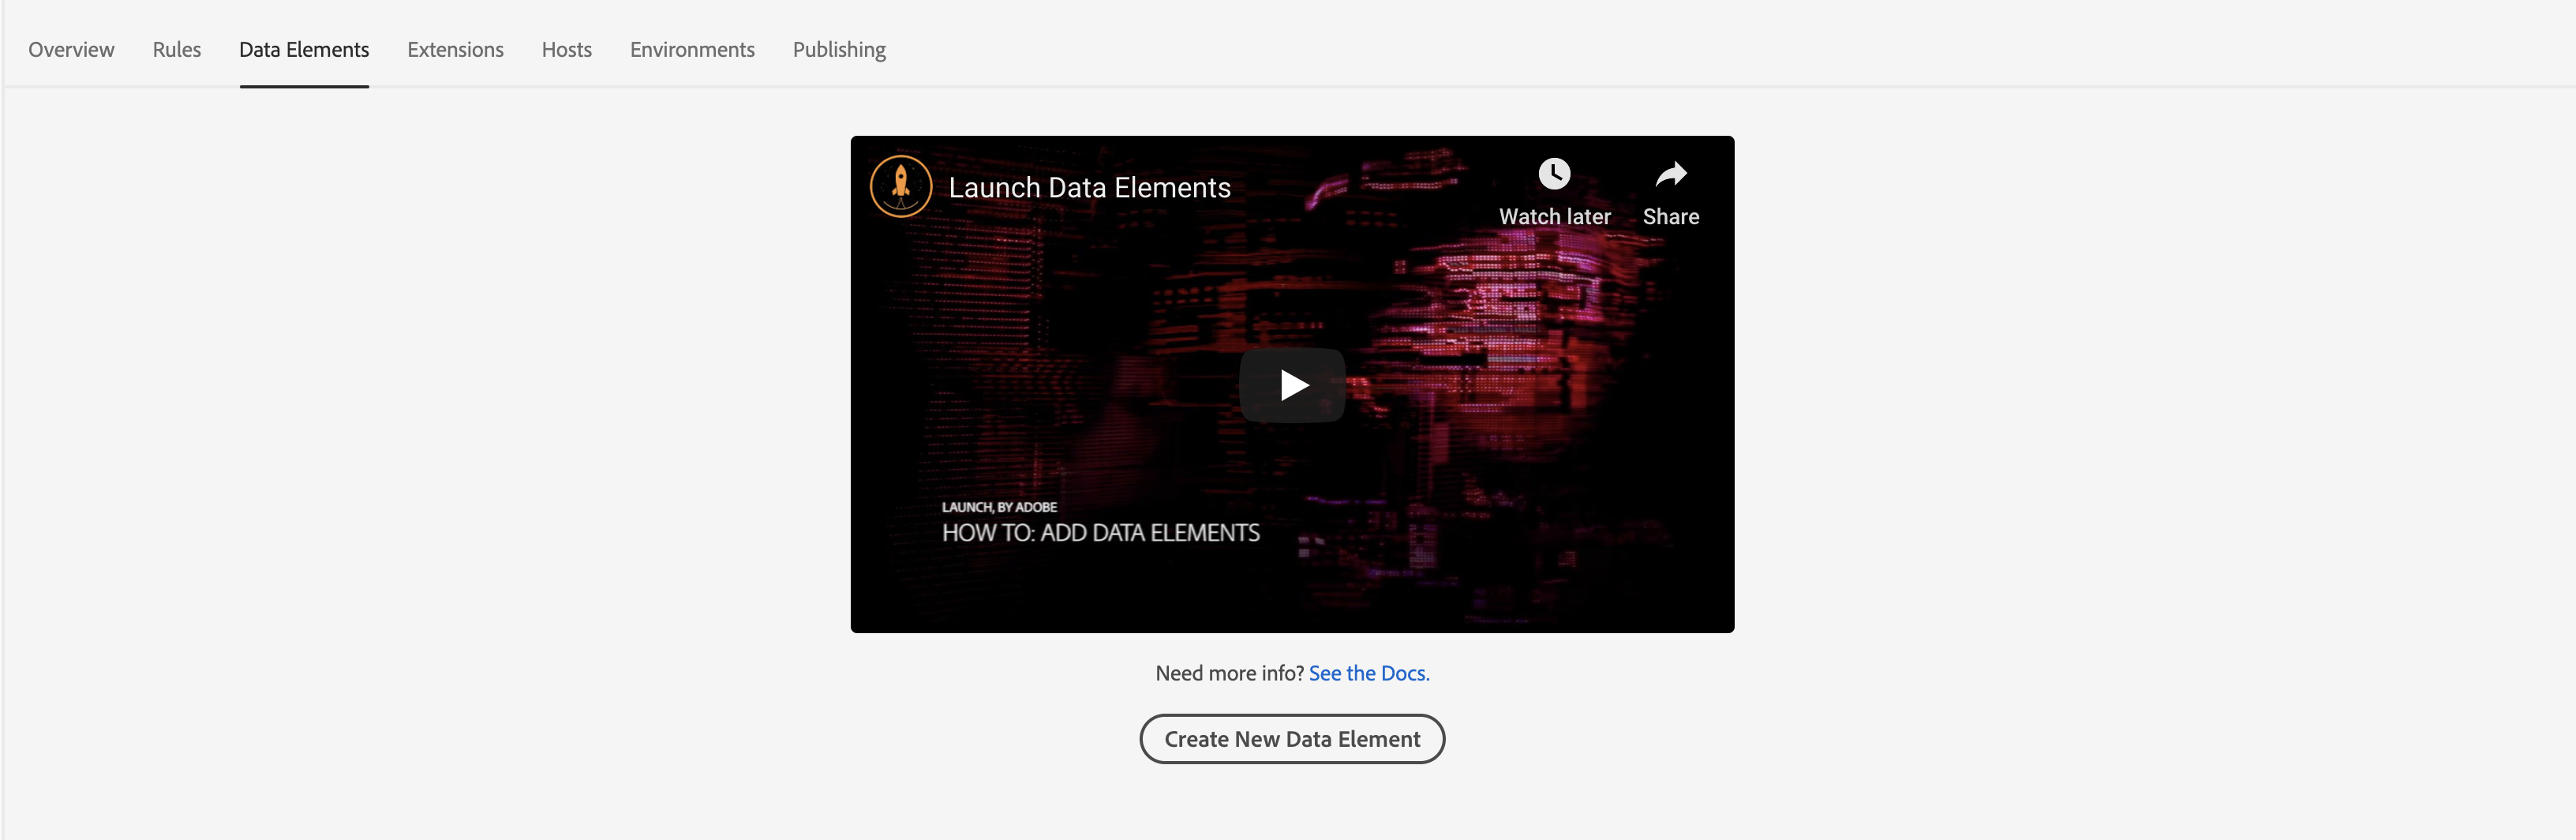 Overview Rules Data Elements Extensions Hosts Environments Publishing
Launch Data Elements
Watch later Share
LAUNCH, BY ADOBE
HOW TO: ADD DATA ELEMENTS
Need more info? See the Docs.
Create New Data Element